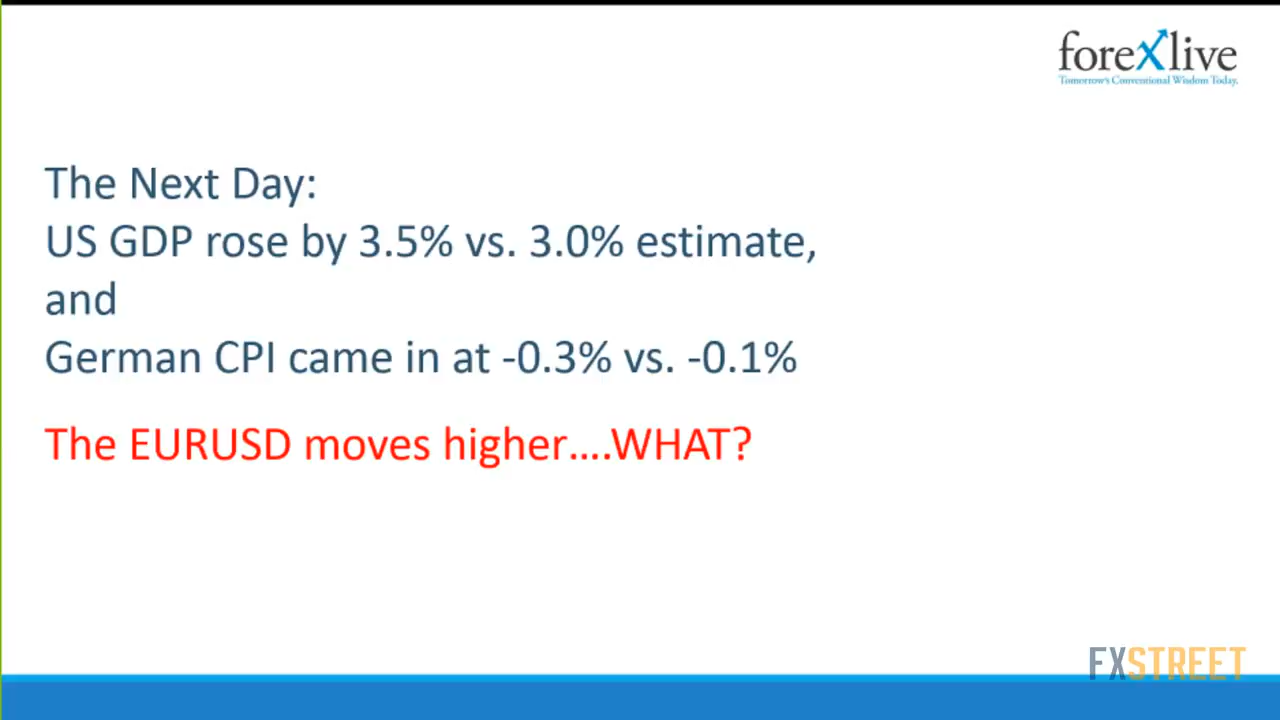 forexlive
Tomorrow's Conventional Wisdom Today.
The Next Day:
US GDP rose by 3.5% vs. 3.0% estimate,
and
German CPI came in at -0.3% vs. -0.1%
The EURUSD moves higher....WHAT?
FXSTREET